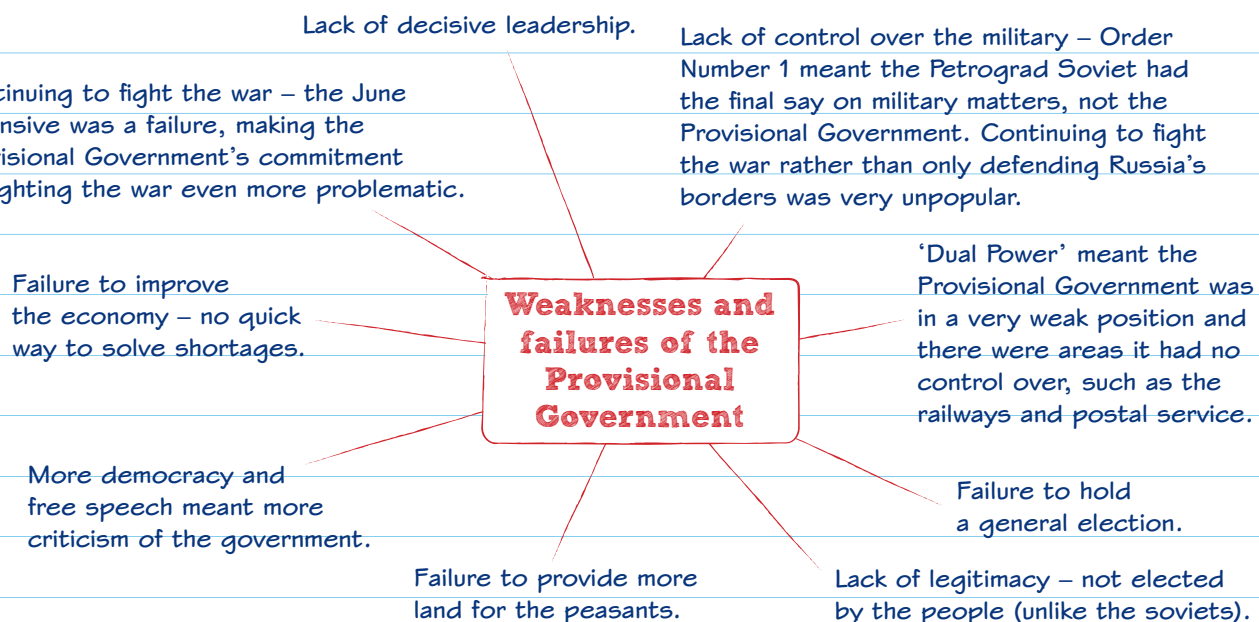 Lack of decisive leadership.
Lack of control over the military – Order
Number 1 meant the Petrograd Soviet had
the final say on military matters, not the
Provisional Government. Continuing to fight
the war rather than only defending Russia’s
borders was very unpopular.
tinuing to fight the war – the June
nsive was a failure, making the
isional Government’s commitment
ghting the war even more problematic.
‘Dual Power’ meant the
Provisional Government was
in a very weak position and
there were areas it had no
control over, such as the
railways and postal service.
Failure to improve
the economy – no quick
way to solve shortages.
Weaknesses and
failures of the
Provisional
Government
More democracy and
free speech meant more
criticism of the government.
Failure to hold
a general election.
Failure to provide more
land for the peasants.
Lack of legitimacy – not elected
by the people (unlike the soviets).